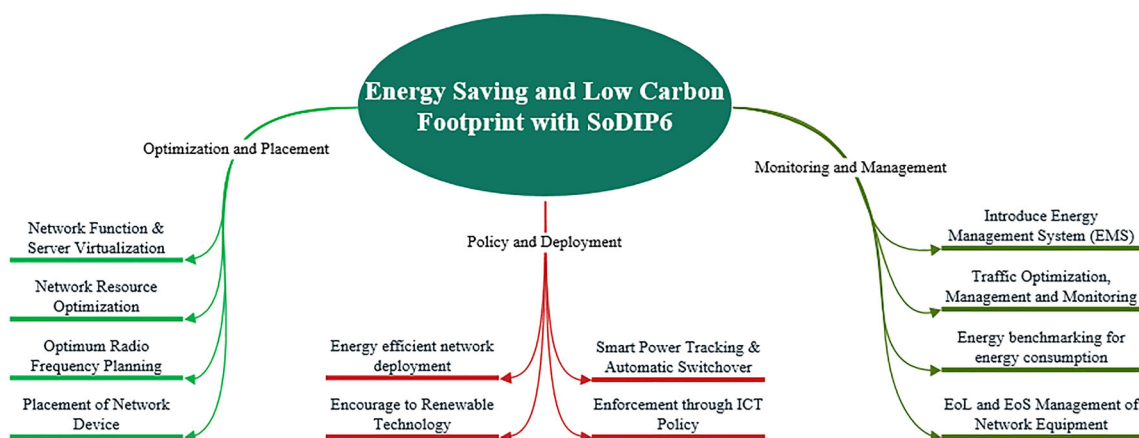 Energy Saving and Low Carbon
Footprint with SoDIP6
Optimization and Placement
Network Function &
Server Virtualization
Network Resource
Optimization
Optimum Radio
Frequency Planning
Placement of Network
Device
Policy and Deployment
Energy efficient network
deployment
Encourage to Renewable
Technology
Smart Power Tracking &
Automatic Switchover
Enforcement through ICT
Policy
Monitoring and Management
Introduce Energy
Management System (EMS)
Traffic Optimization,
Management and Monitoring
Energy benchmarking for
energy consumption
EoL and EoS Management of
Network Equipment